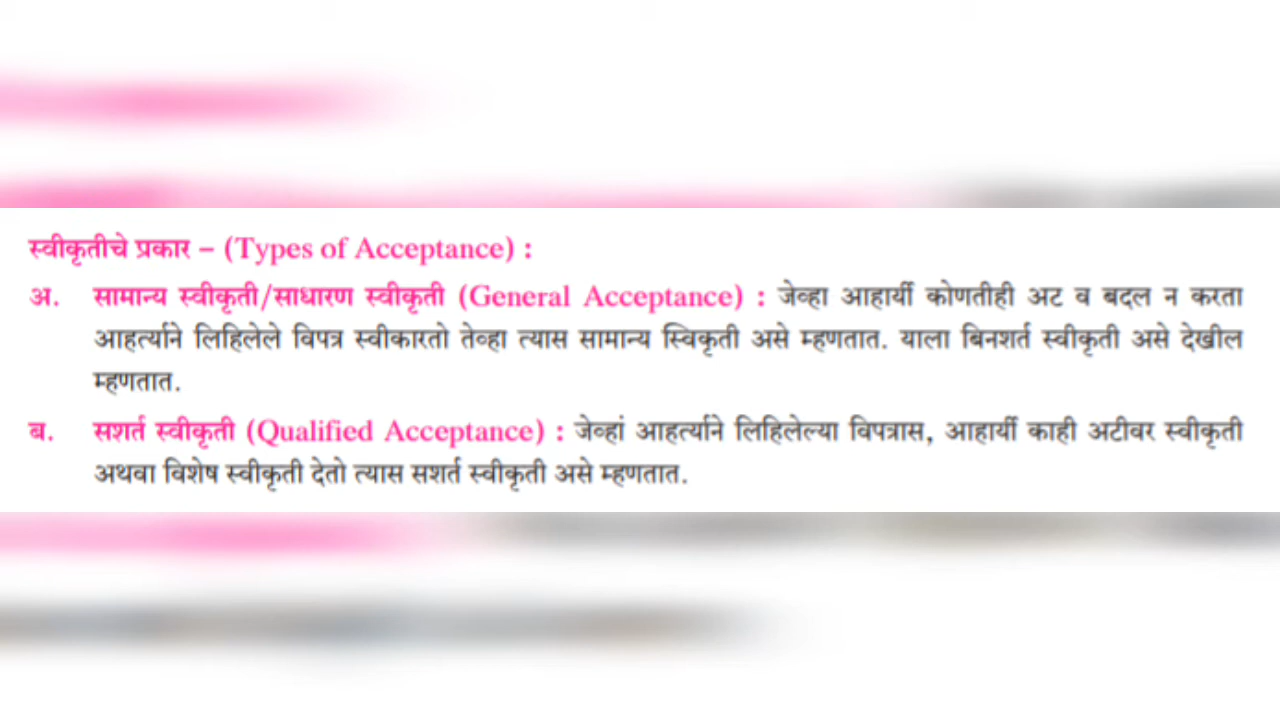 स्वीकृतीचे प्रकार – (Types of Acceptance) :
अ. सामान्य स्वीकृती/साधारण स्वीकृती (General Acceptance) : जेव्हा आहार्यी कोणतीही अट व बदल न करता
आहर्त्याने लिहिलेले विपत्र स्वीकारतो तेव्हा त्यास सामान्य स्विकृती असे म्हणतात. याला बिनशर्त स्वीकृती असे देखील
म्हणतात.
ब. सशर्त स्वीकृती (Qualified Acceptance) : जेव्हां आहर्त्याने लिहिलेल्या विपत्रास, आहार्यी काही अटीवर स्वीकृती
अथवा विशेष स्वीकृती देतो त्यास सशर्त स्वीकृती असे म्हणतात.